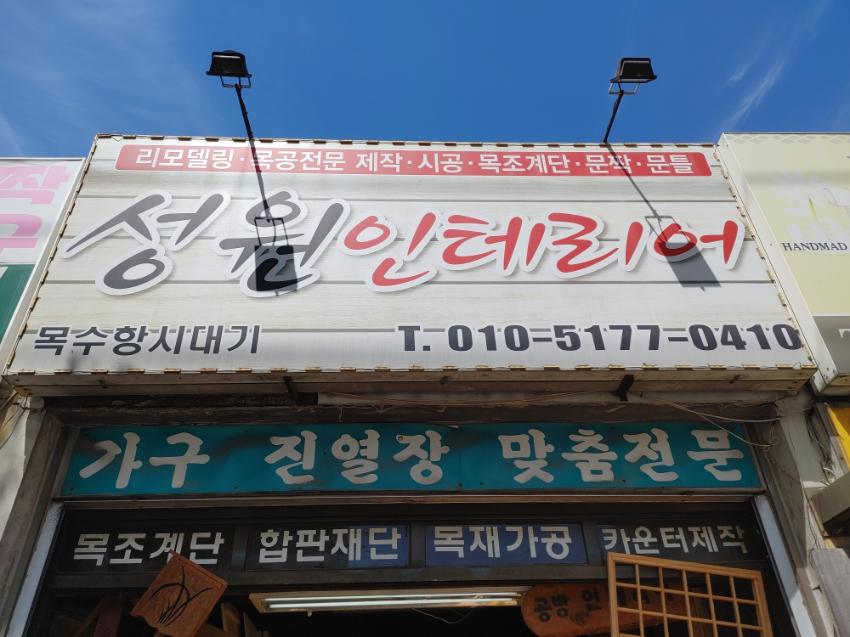 리모델링·목공전문 제작·시공·목조계단·문짝·문틀
성원인테리어
목수항시대기 T. 010-5177-0410
HANDMAD
가구 진열장 맞춤전문
목조계단 합판재단 목재가공 카운터제작
공방